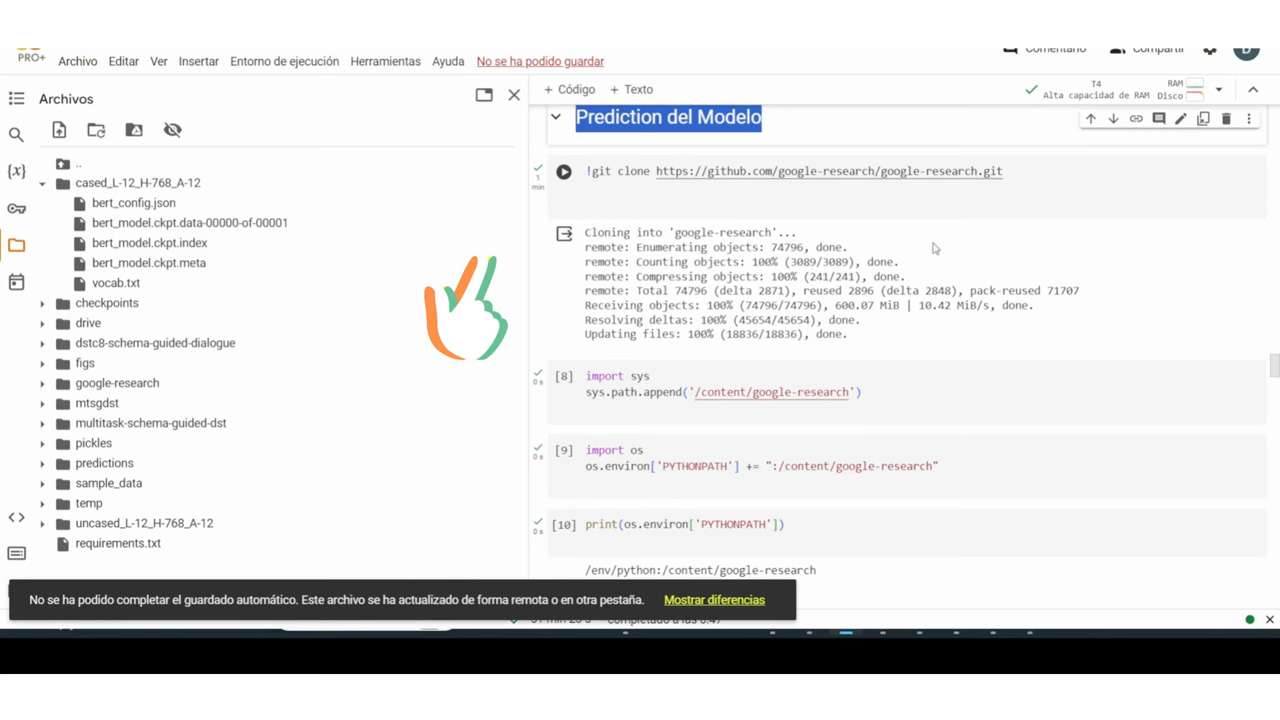 PRO+
Archivo Editar Ver Insertar Entorno de ejecución Herramientas Ayuda No se ha podido guardar
Comentario Compartir
Archivos
+ Código + Texto
T4
Alta capacidad de RAM
RAM
Disco
..
cased_L-12_H-768_A-12
bert_config.json
bert_model.ckpt.data-00000-of-00001
bert_model.ckpt.index
bert_model.ckpt.meta
vocab.txt
checkpoints
drive
dstc8-schema-guided-dialogue
figs
google-research
mtsgdst
multitask-schema-guided-dst
pickles
predictions
sample_data
temp
uncased_L-12_H-768_A-12
requirements.txt
Prediction del Modelo
1
min
!git clone https://github.com/google-research/google-research.git
Cloning into 'google-research'...
remote: Enumerating objects: 74796, done.
remote: Counting objects: 100% (3089/3089), done.
remote: Compressing objects: 100% (241/241), done.
remote: Total 74796 (delta 2871), reused 2896 (delta 2848), pack-reused 71707
Receiving objects: 100% (74796/74796), 600.07 MiB | 10.42 MiB/s, done.
Resolving deltas: 100% (45654/45654), done.
Updating files: 100% (18836/18836), done.
0 s
[8] import sys
sys.path.append('/content/google-research')
0 s
[9] import os
os.environ['PYTHONPATH'] += ":/content/google-research"
0 s
[10] print(os.environ['PYTHONPATH'])
/env/python:/content/google-research
No se ha podido completar el guardado automático. Este archivo se ha actualizado de forma remota o en otra pestaña. Mostrar diferencias